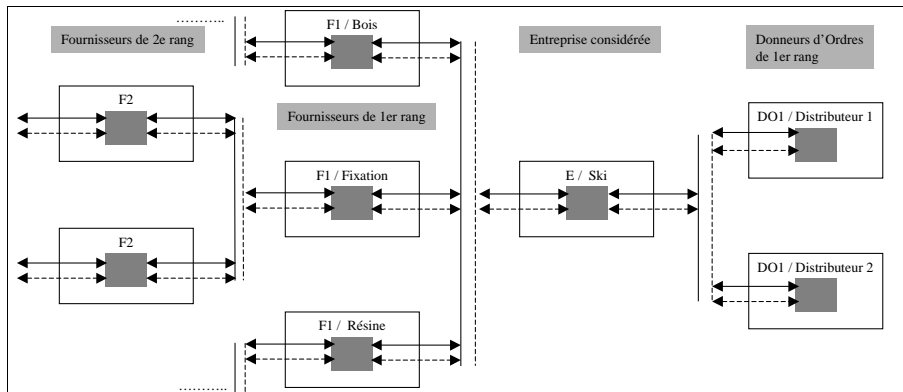 ………..
F1 / Bois
Fournisseurs de 2e rang
Entreprise considérée
Donneurs d’Ordres
de 1er rang
F2
Fournisseurs de 1er rang
DO1 / Distributeur 1
F1 / Fixation
E / Ski
F2
DO1 / Distributeur 2
F1 / Résine
………..